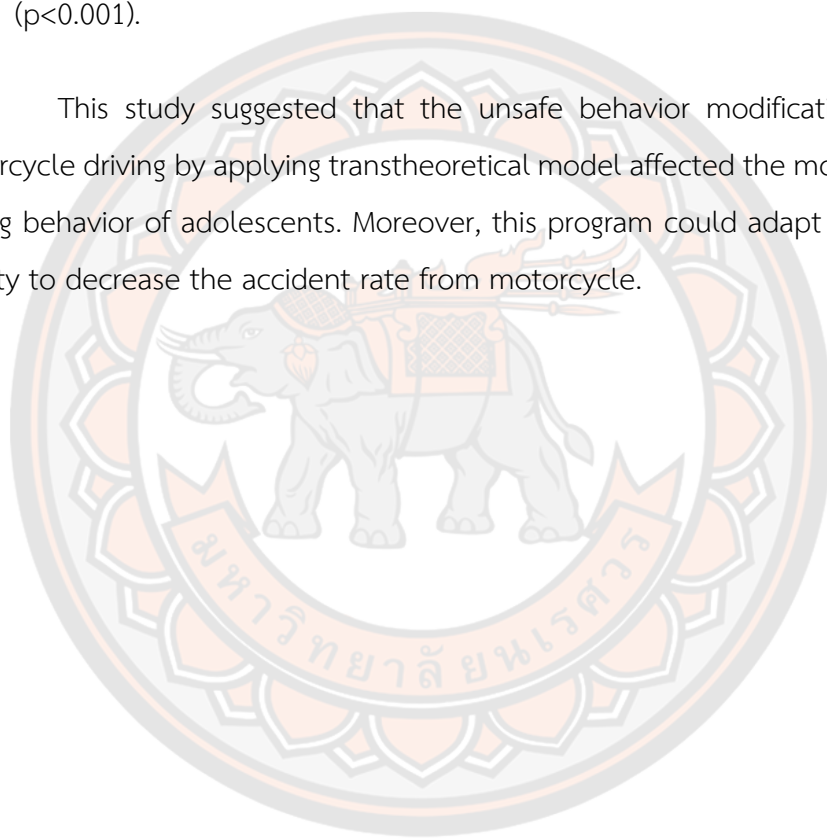 (p<0.001).
This study suggested that the unsafe behavior modificat
rcycle driving by applying transtheoretical model affected the mo
g behavior of adolescents. Moreover, this program could adapt
ty to decrease the accident rate from motorcycle.
มหาวิทยาลัยนเรศวร